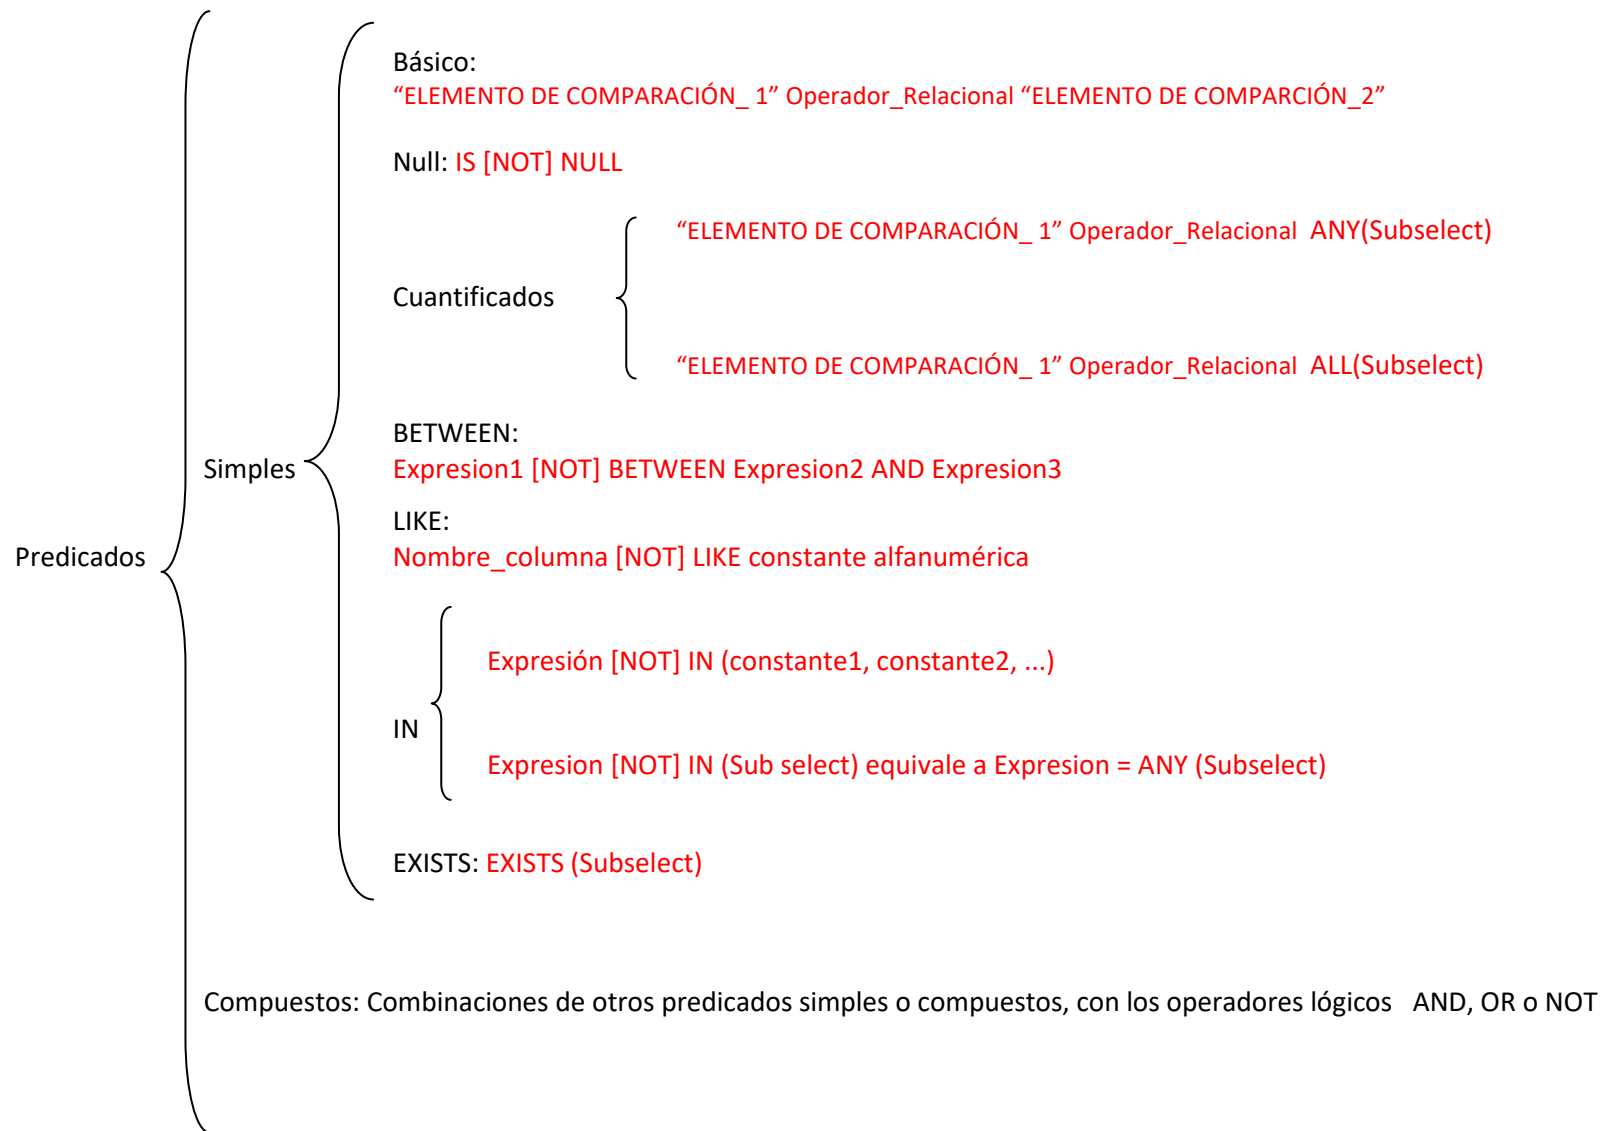 Básico:
“ELEMENTO DE COMPARACIÓN_ 1” Operador_Relacional “ELEMENTO DE COMPARCIÓN_2”
Null: IS [NOT] NULL
“ELEMENTO DE COMPARACIÓN_ 1” Operador_Relacional ANY(Subselect)
Cuantificados
“ELEMENTO DE COMPARACIÓN_ 1” Operador_Relacional ALL(Subselect)
BETWEEN:
Simples
Expresion1 [NOT] BETWEEN Expresion2 AND Expresion3
LIKE:
Predicados
Nombre_columna [NOT] LIKE constante alfanumérica
Expresión [NOT] IN (constante1, constante2, ...)
IN
Expresion [NOT] IN (Sub select) equivale a Expresion = ANY (Subselect)
EXISTS: EXISTS (Subselect)
Compuestos: Combinaciones de otros predicados simples o compuestos, con los operadores lógicos AND, OR o NOT